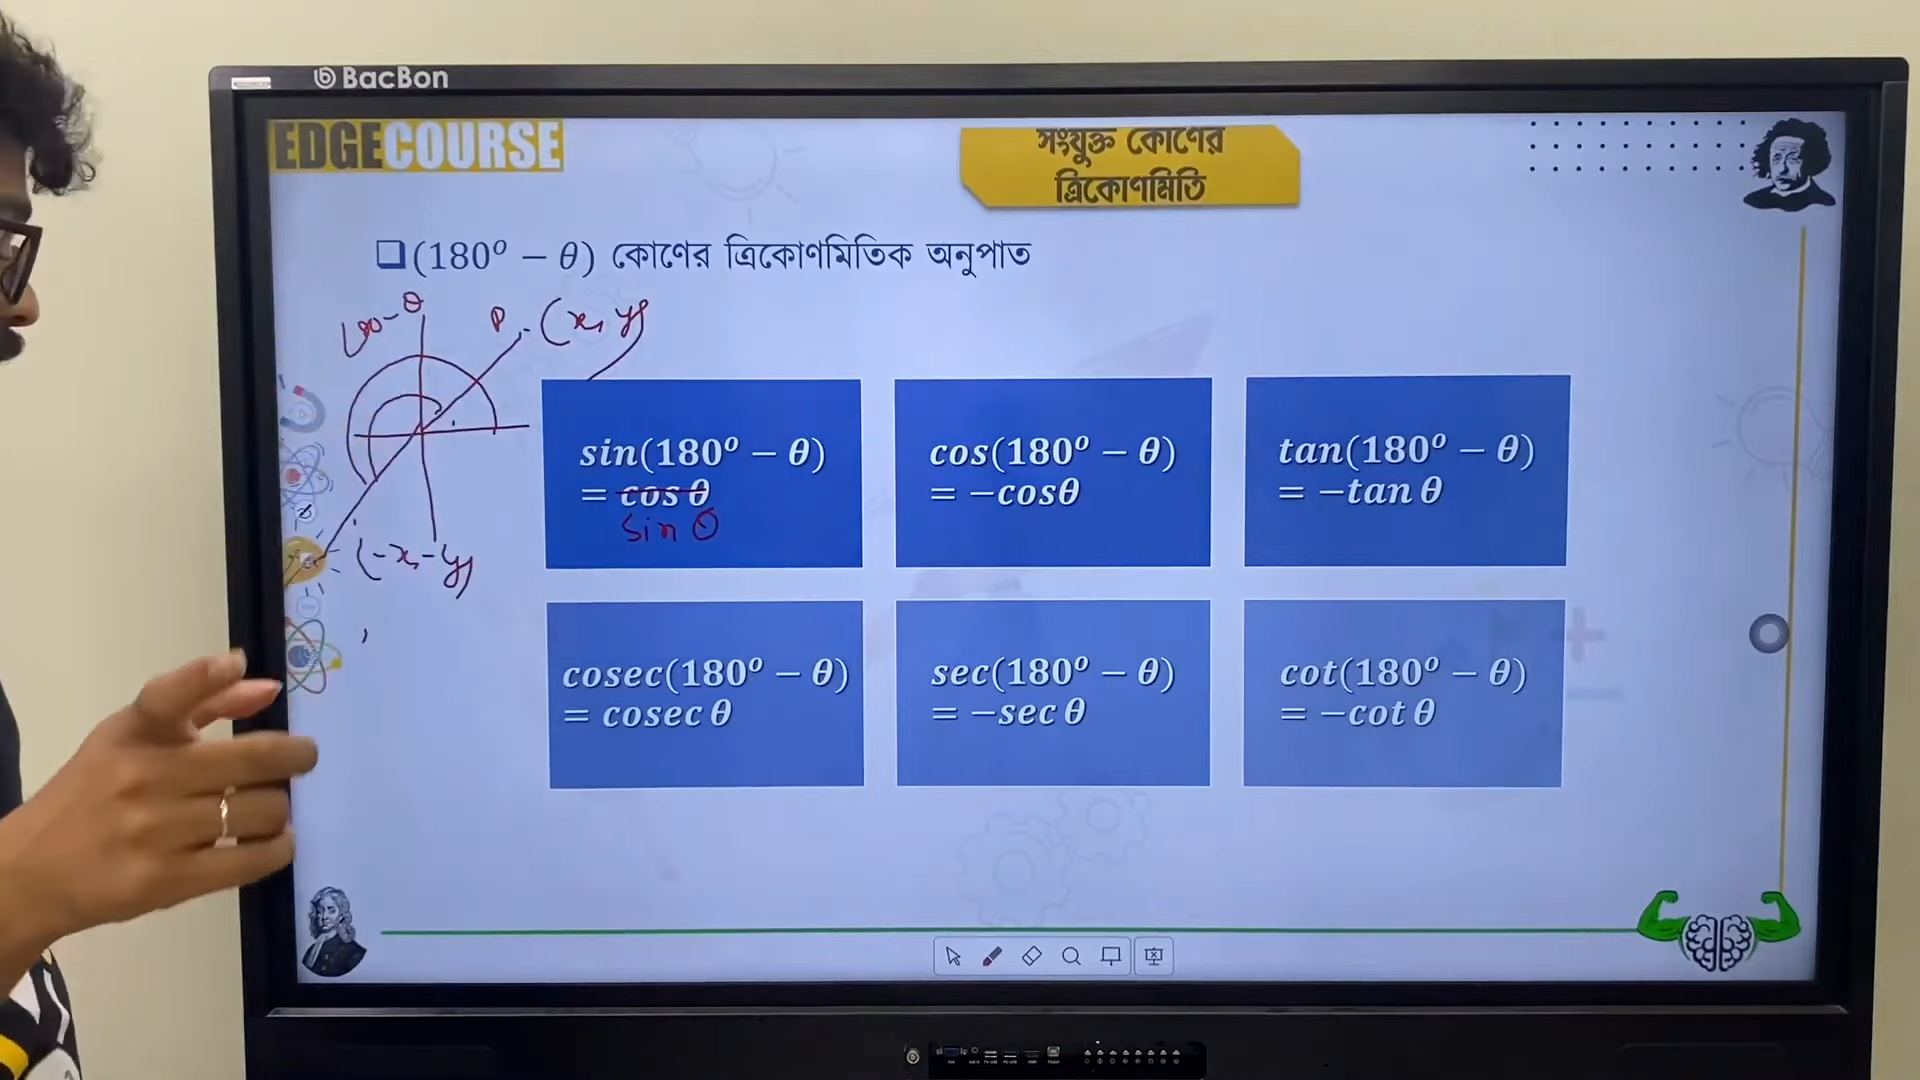 BacBon
EDGECOURSE
সংযুক্ত কোণের
ত্রিকোণমিতি
(180° − θ) কোণের ত্রিকোণমিতিক অনুপাত
180 − θ
P (x, y)
(−x, −y)
sin(180° − θ)
= cos θ
sin θ
cos(180° − θ)
= −cosθ
tan(180° − θ)
= −tan θ
cosec(180° − θ)
= cosec θ
sec(180° − θ)
= −sec θ
cot(180° − θ)
= −cot θ